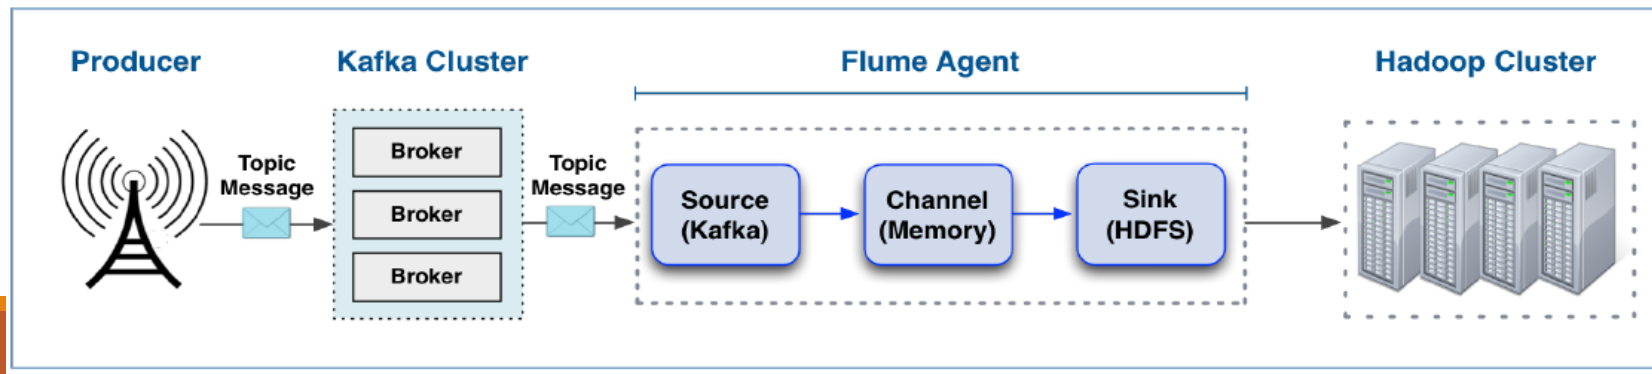 Producer
Kafka Cluster
Flume Agent
Hadoop Cluster
Topic
Message
Broker
Broker
Broker
Topic
Message
Source
(Kafka)
Channel
(Memory)
Sink
(HDFS)